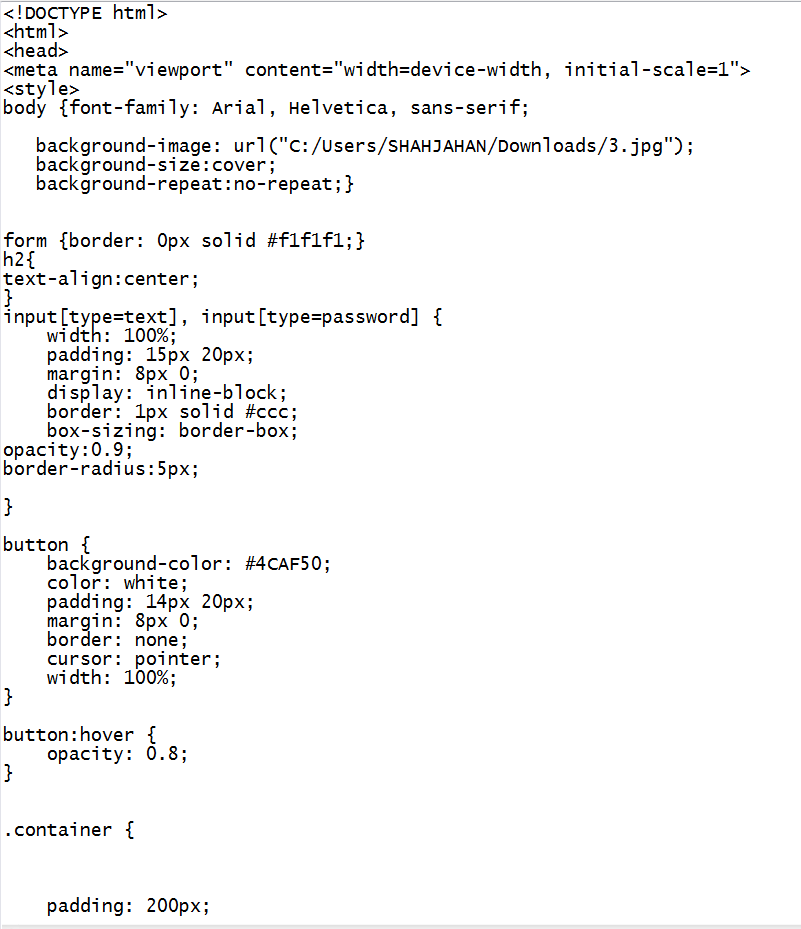 <!DOCTYPE html>
<html>
<head>
<meta name="viewport" content="width=device-width, initial-scale=1">
<style>
body {font-family: Arial, Helvetica, sans-serif;

   background-image: url("C:/Users/SHAHJAHAN/Downloads/3.jpg");
   background-size:cover;
   background-repeat:no-repeat;}


form {border: 0px solid #f1f1f1;}
h2{
text-align:center;
}
input[type=text], input[type=password] {
    width: 100%;
    padding: 15px 20px;
    margin: 8px 0;
    display: inline-block;
    border: 1px solid #ccc;
    box-sizing: border-box;
opacity:0.9;
border-radius:5px;

}

button {
    background-color: #4CAF50;
    color: white;
    padding: 14px 20px;
    margin: 8px 0;
    border: none;
    cursor: pointer;
    width: 100%;
}

button:hover {
    opacity: 0.8;
}


.container {



    padding: 200px;